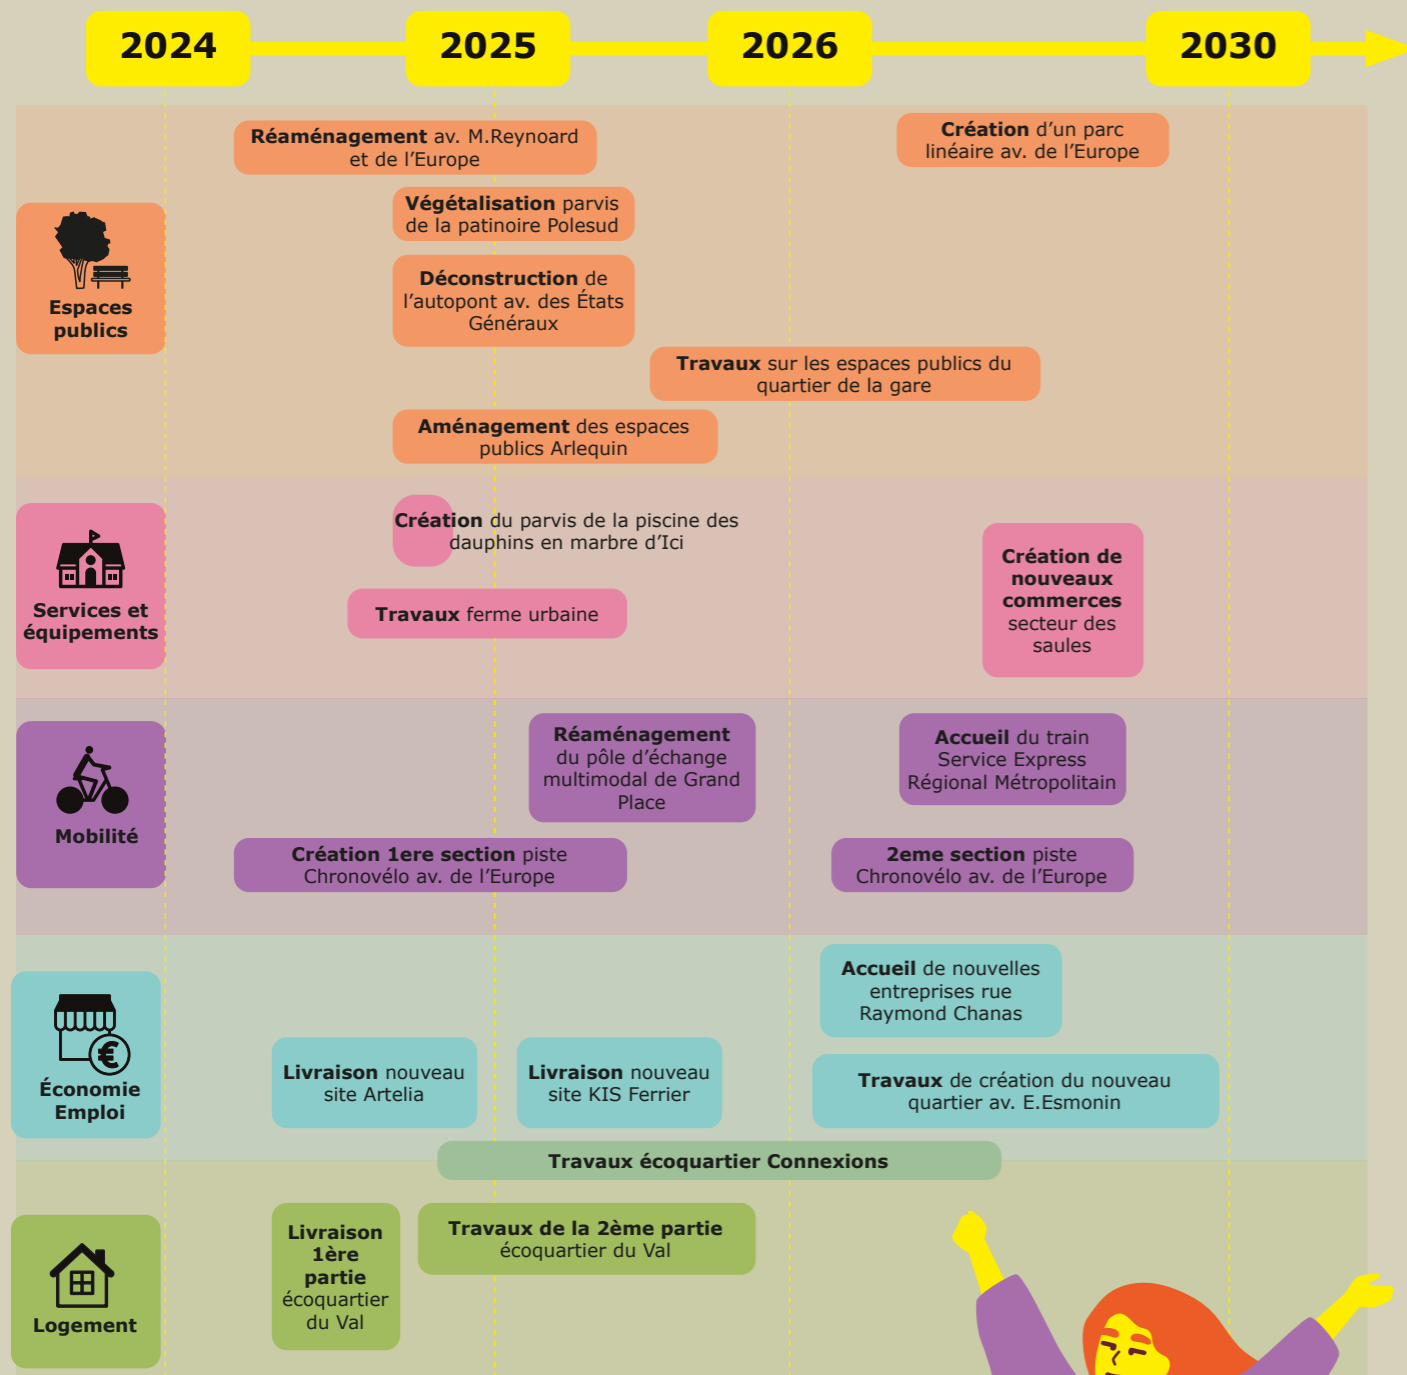 2024
2025
2026
2030
Réaménagement av. M.Reynoard
et de l’Europe
Création d’un parc
linéaire av. de l’Europe
Végétalisation parvis
de la patinoire Polesud
Déconstruction de
l’autopont av. des États
Généraux
Espaces
publics
Travaux sur les espaces publics du
quartier de la gare
Aménagement des espaces
publics Arlequin
Création du parvis de la piscine des
dauphins en marbre d’Ici
Création de
nouveaux
commerces
secteur des
saules
Services et
équipements
Travaux ferme urbaine
Réaménagement
du pôle d’échange
multimodal de Grand
Place
Accueil du train
Service Express
Régional Métropolitain
Mobilité
Création 1ere section piste
Chronovélo av. de l’Europe
2eme section piste
Chronovélo av. de l’Europe
Accueil de nouvelles
entreprises rue
Raymond Chanas
Économie
Emploi
Livraison nouveau
site Artelia
Livraison nouveau
site KIS Ferrier
Travaux de création du nouveau
quartier av. E.Esmonin
Travaux écoquartier Connexions
Livraison
1ère
partie
écoquartier
du Val
Travaux de la 2ème partie
écoquartier du Val
Logement